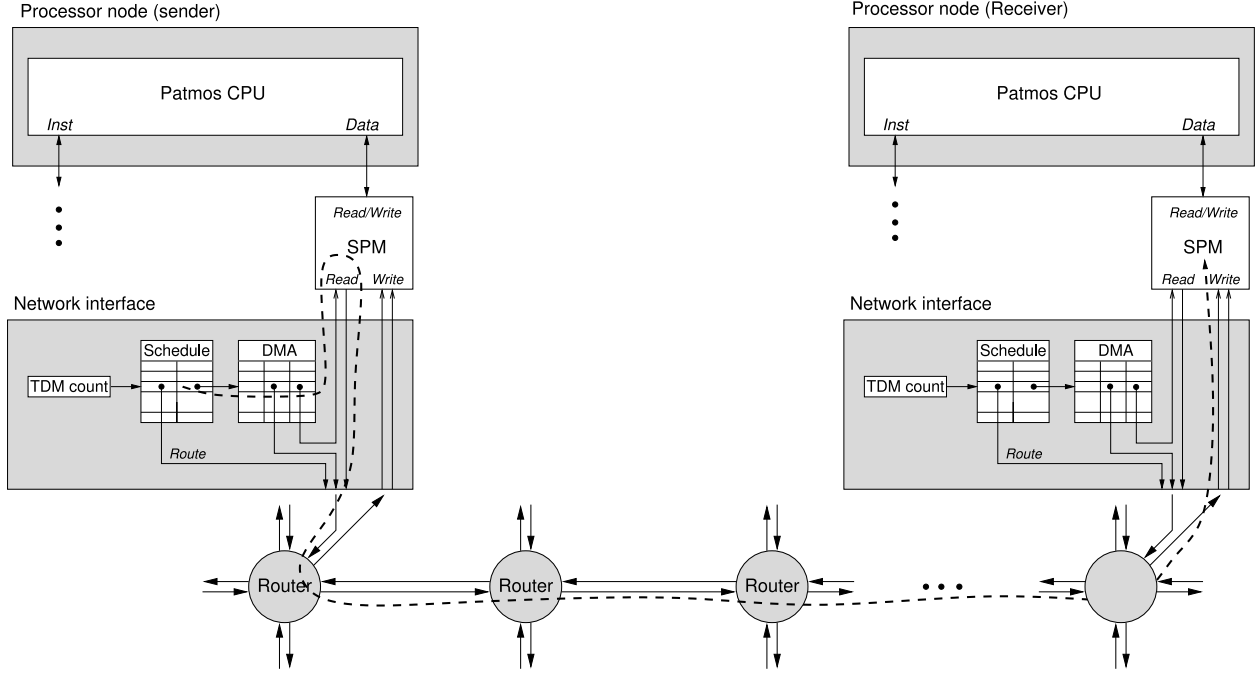 Processor node (sender)
Processor node (Receiver)
Patmos CPU
Patmos CPU
Inst
Data
Inst
Data
Read/Write
Read/Write
SPM
SPM
Read
Write
Read
Write
Network interface
Network interface
Schedule
DMA
Schedule
DMA
TDM count
TDM count
Route
Route
Router
Router
Router